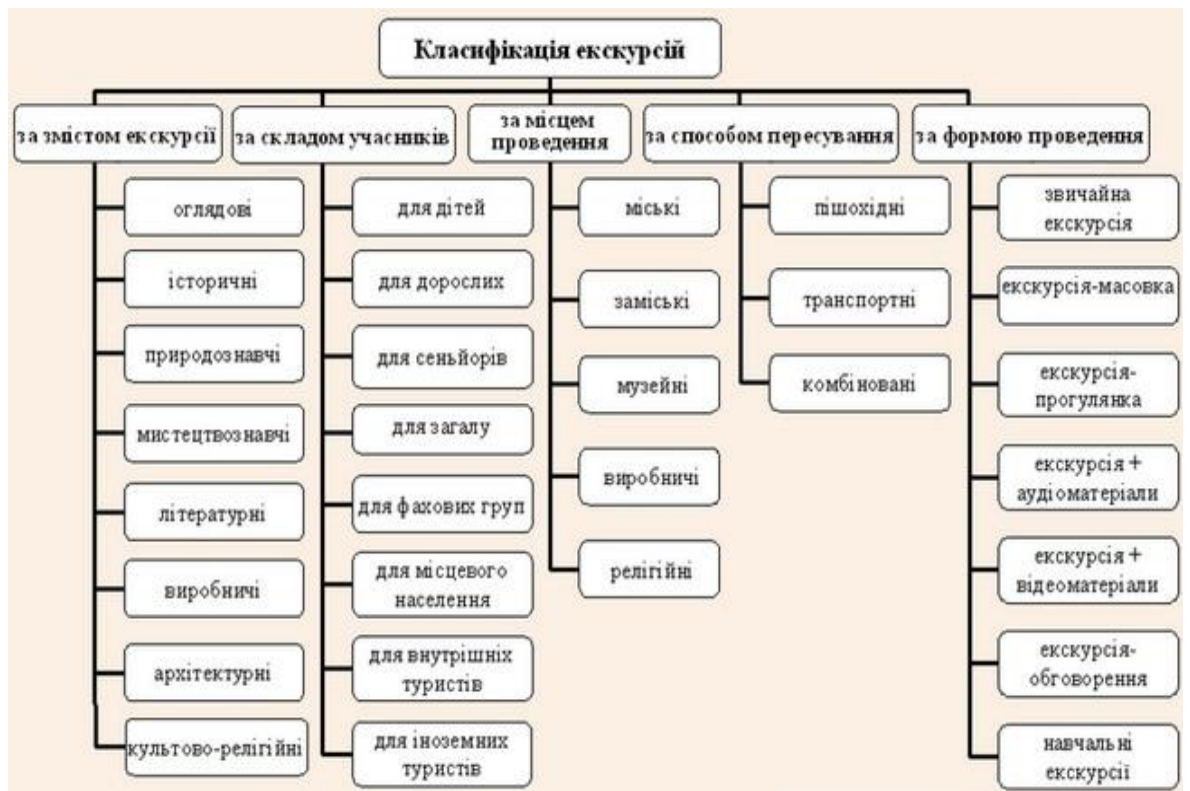 Класифікація екскурсій
за змістом екскурсії
оглядові
історичні
природознавчі
мистецтвознавчі
літературні
виробничі
архітектурні
культово-релігійні
за складом учасників
для дітей
для дорослих
для сеньйорів
для загалу
для фахових груп
для місцевого
населення
для внутрішніх
туристів
для іноземних
туристів
за місцем
проведення
міські
заміські
музейні
виробничі
релігійні
за способом пересування
пішохідні
транспортні
комбіновані
за формою проведення
звичайна
екскурсія
екскурсія-масовка
екскурсія-
прогулянка
екскурсія +
аудіоматеріали
екскурсія +
відеоматеріали
екскурсія-
обговорення
навчальні
екскурсії